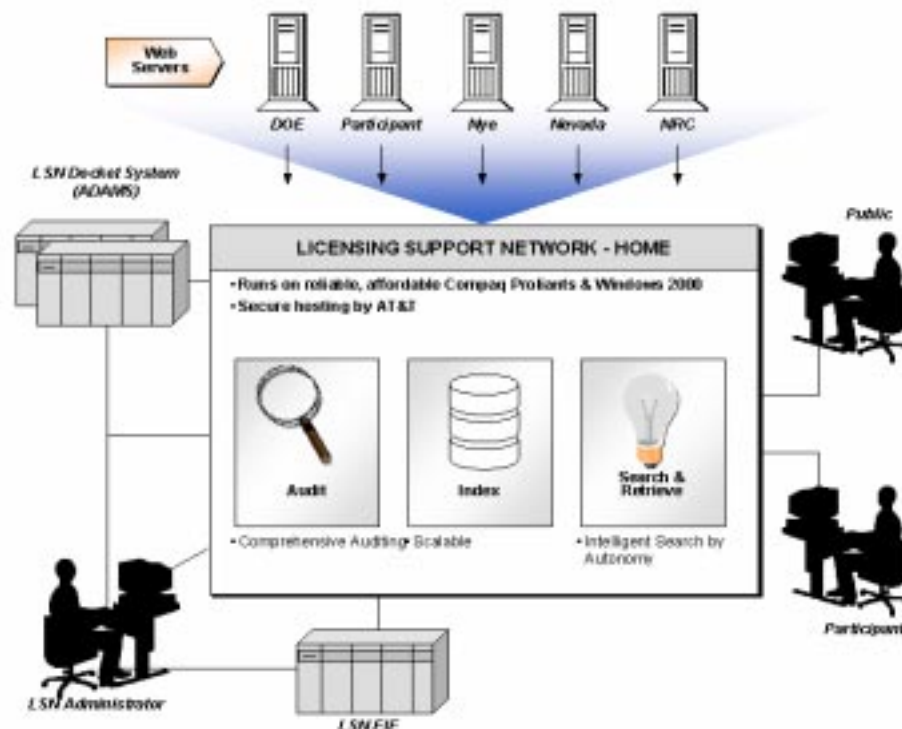 Web
Servers
DOE
Participant
Nye
Nevada
NRC
LSN Docket System
(ADAMS)
Public
LICENSING SUPPORT NETWORK - HOME
• Runs on reliable, affordable Compaq Proliants & Windows 2000
• Secure hosting by AT&T
Audit
Index
Search &
Retrieve
• Comprehensive Auditing
• Scalable
• Intelligent Search by
Autonomy
Participant
LSN Administrator
LSN EIE